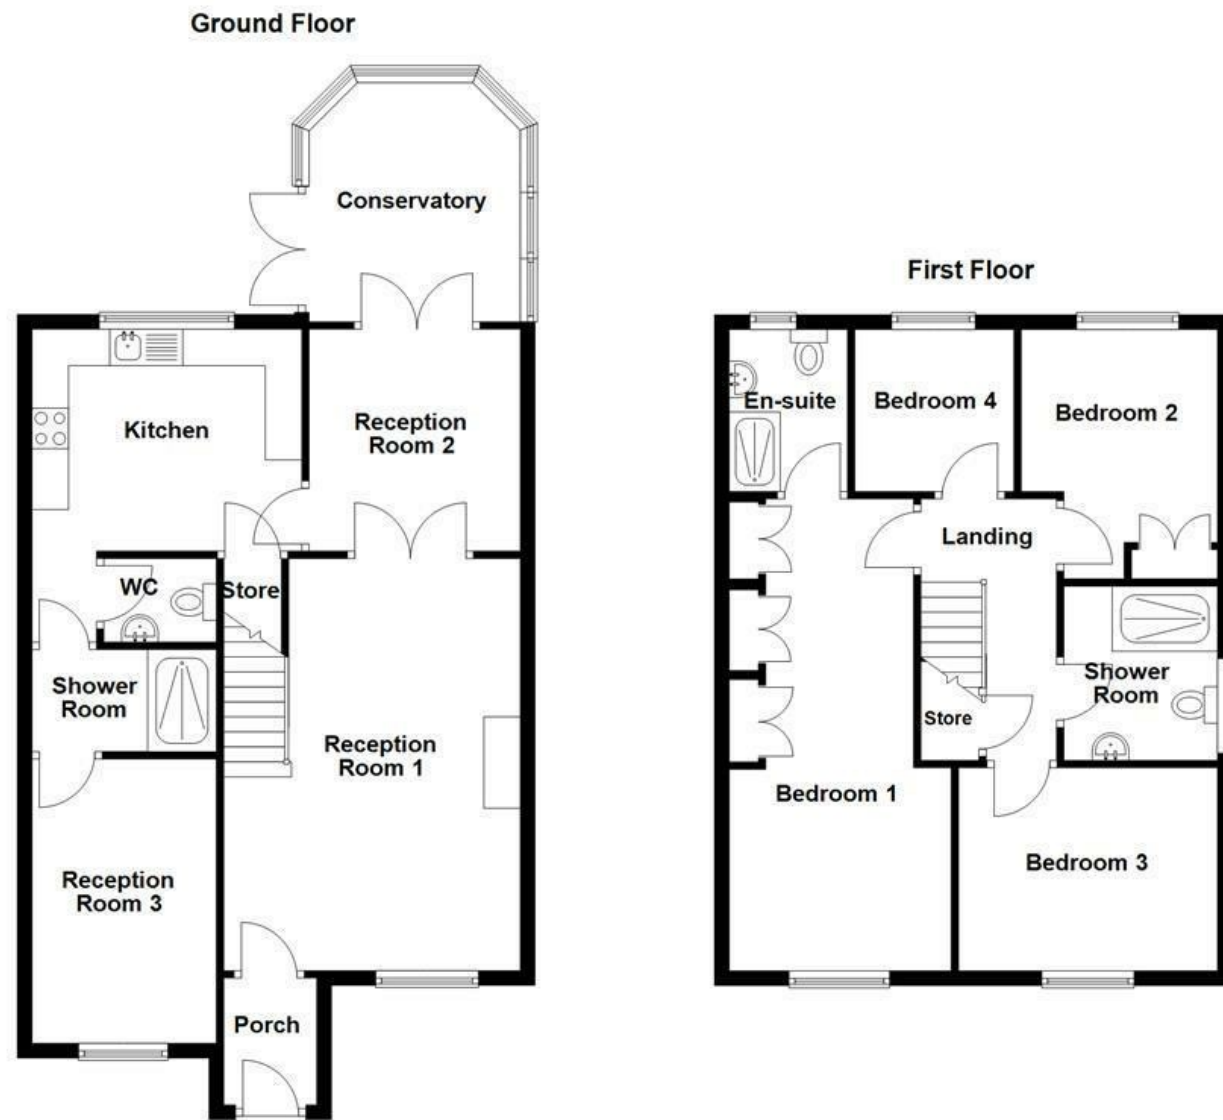 Ground Floor
Conservatory
Kitchen
Reception
Room 2
WC
Store
Shower
Room
Reception
Room 1
Reception
Room 3
Porch
First Floor
En-suite
Bedroom 4
Bedroom 2
Landing
Shower
Room
Store
Bedroom 1
Bedroom 3